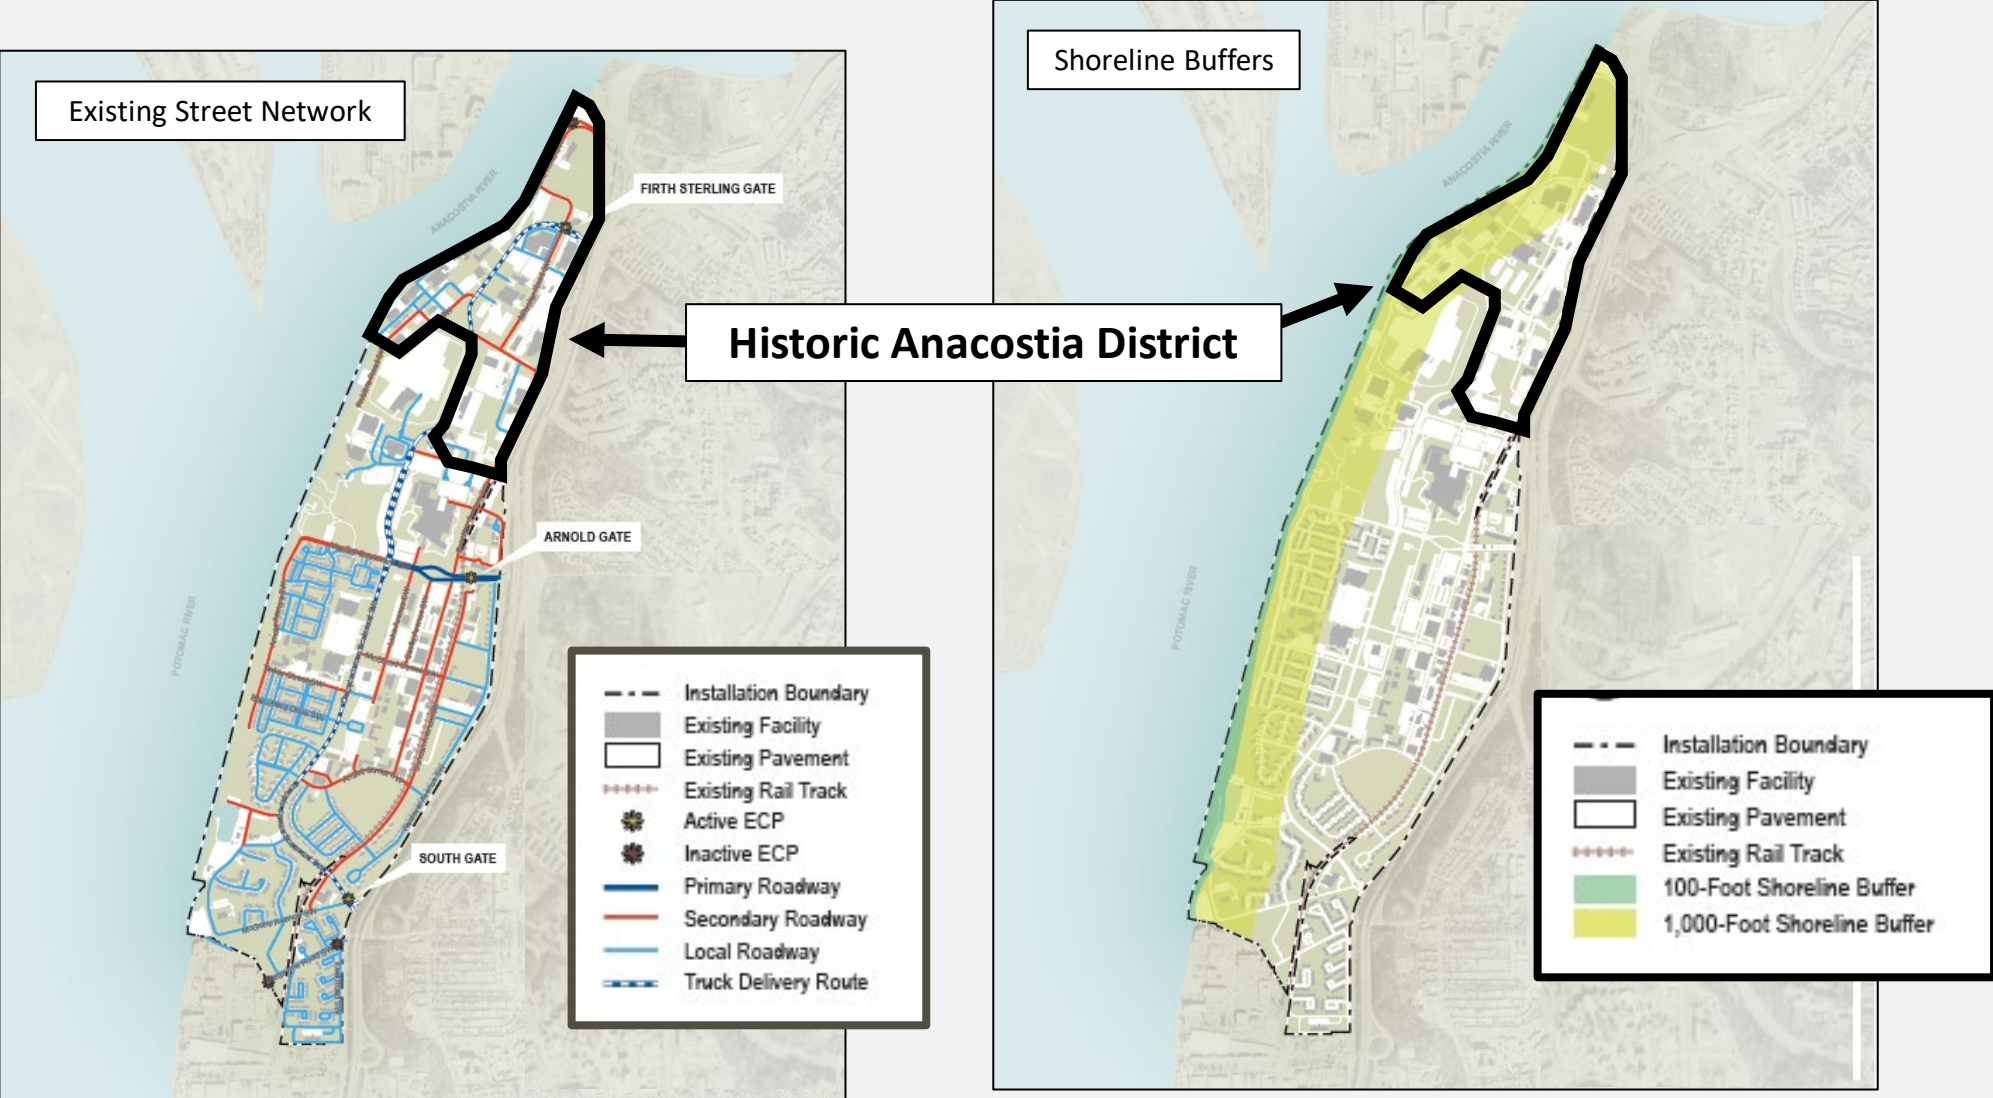 Existing Street Network
ANACOSTIA RIVER
FIRTH STERLING GATE
ARNOLD GATE
POTOMAC RIVER
SOUTH GATE
Installation Boundary
Existing Facility
Existing Pavement
Existing Rail Track
Active ECP
Inactive ECP
Primary Roadway
Secondary Roadway
Local Roadway
Truck Delivery Route
Historic Anacostia District
Shoreline Buffers
ANACOSTIA RIVER
POTOMAC RIVER
Installation Boundary
Existing Facility
Existing Pavement
Existing Rail Track
100-Foot Shoreline Buffer
1,000-Foot Shoreline Buffer